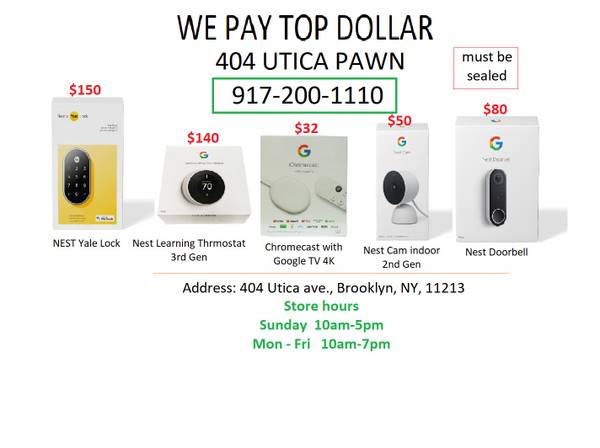 WE PAY TOP DOLLAR
404 UTICA PAWN
must be
sealed
917-200-1110
$150
$140
$32
$50
$80
NEST Yale Lock
Nest Learning Thrmostat
3rd Gen
Chromecast with
Google TV 4K
Nest Cam indoor
2nd Gen
Nest Doorbell
Address: 404 Utica ave., Brooklyn, NY, 11213
Store hours
Sunday 10am-5pm
Mon - Fri 10am-7pm